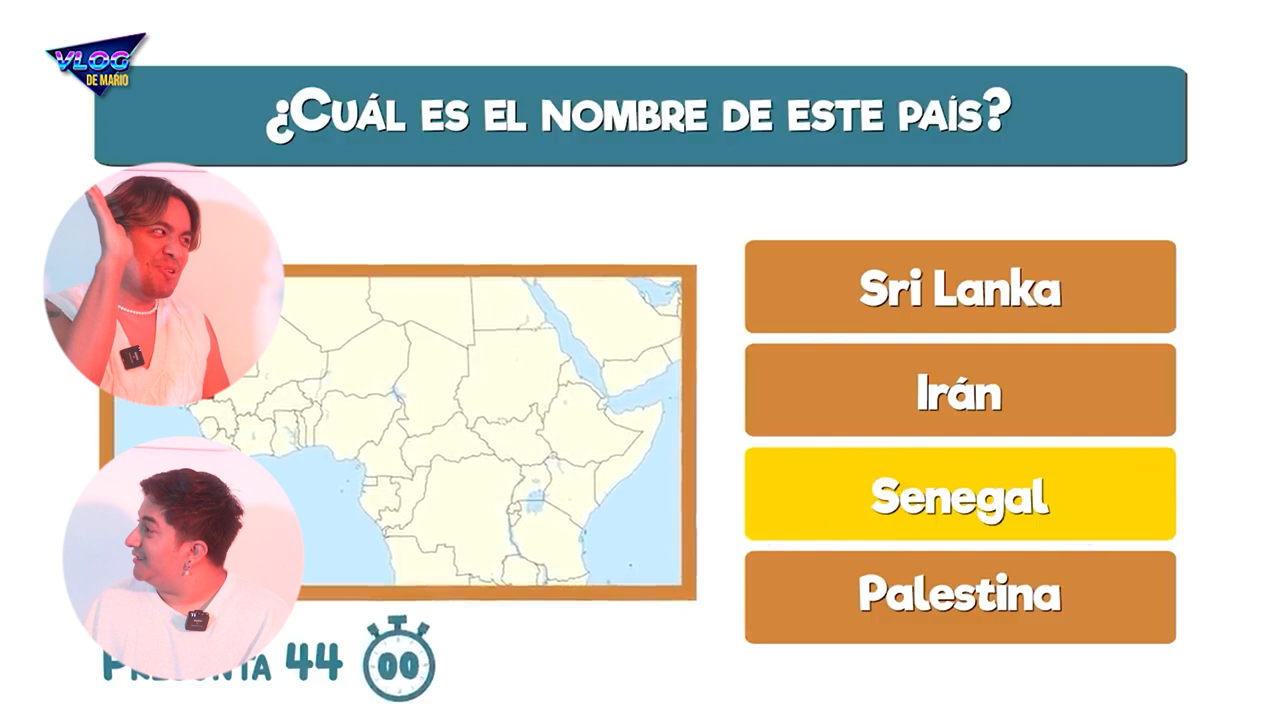 VLOG
DE MARIO
¿CUÁL ES EL NOMBRE DE ESTE PAÍS?
Sri Lanka
Irán
Senegal
Palestina
44
00